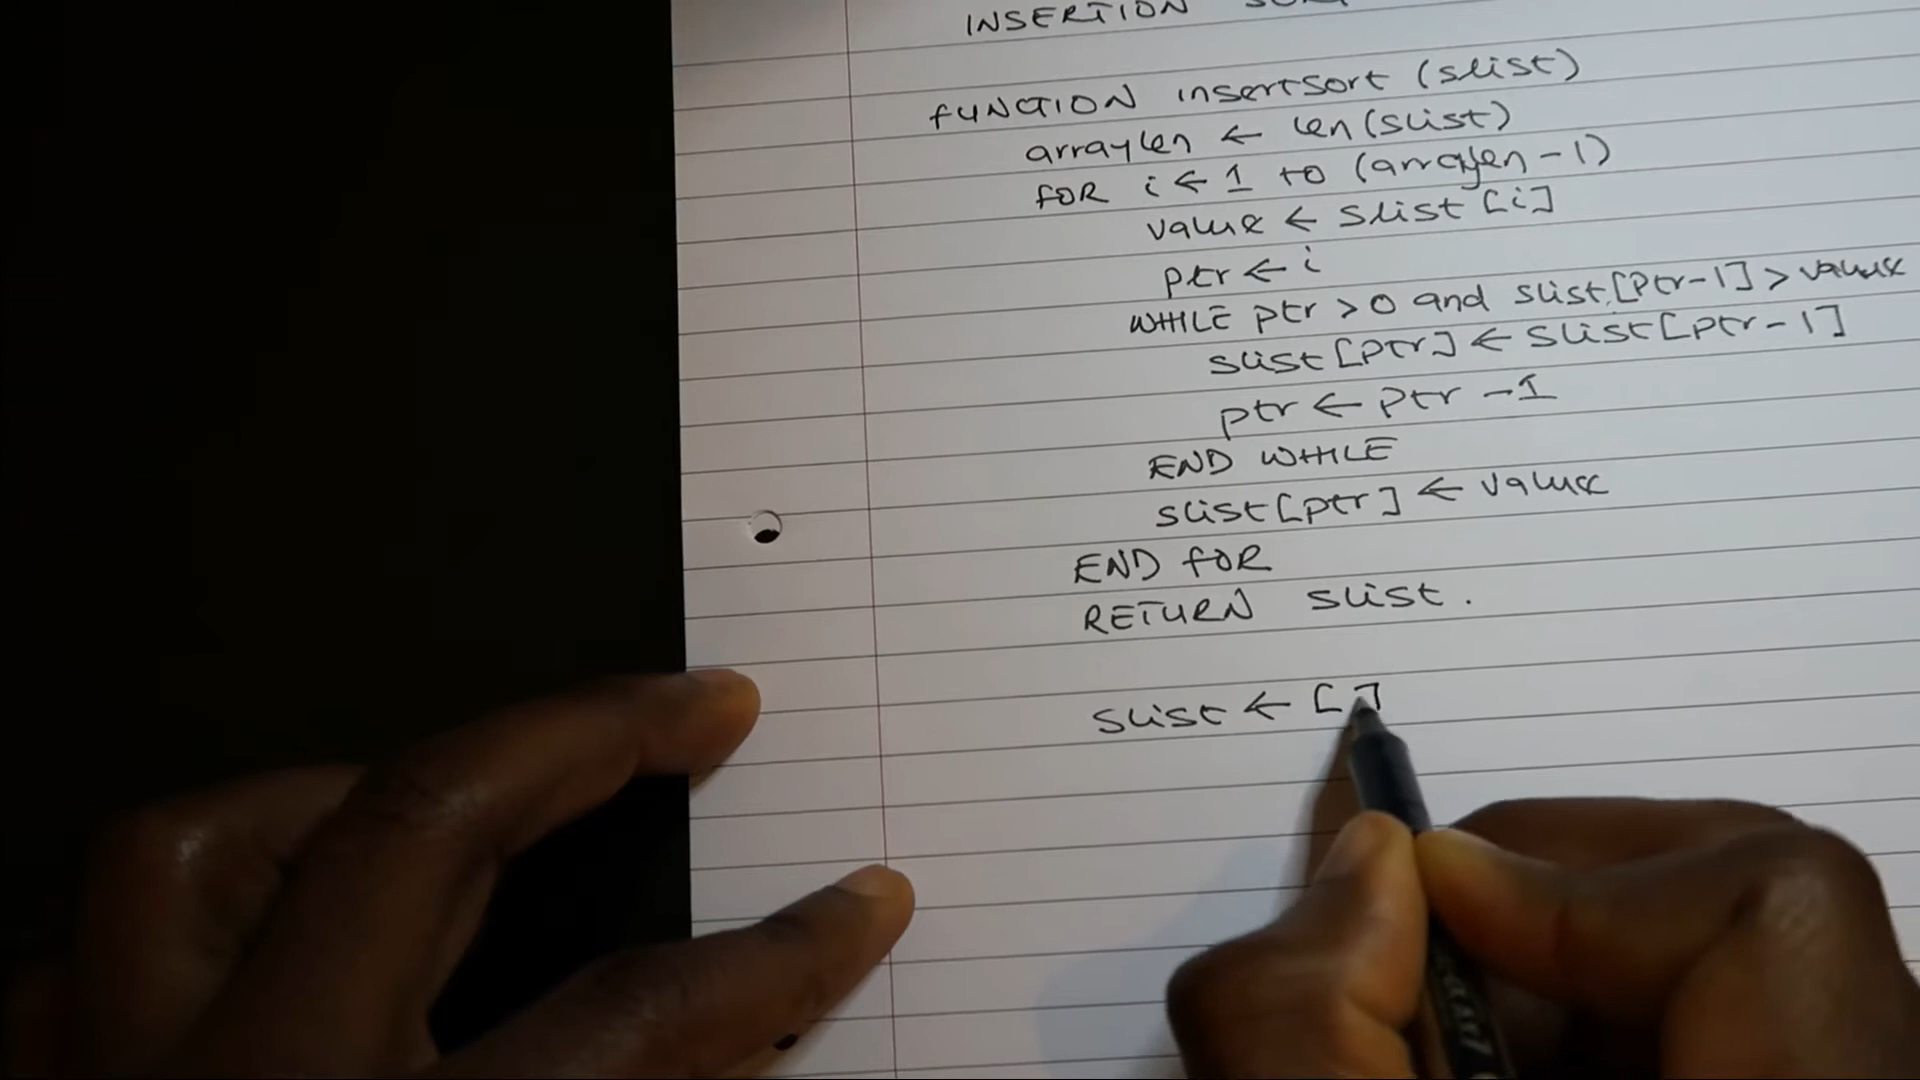 INSERTION
FUNCTION insertsort (slist)
arraylen ← len(slist)
FOR i ← 1 to (arraylen - 1)
value ← slist [i]
ptr ← i
WHILE ptr > 0 and slist [ptr-1] > value
slist [ptr] ← slist [ptr - 1]
ptr ← ptr - 1
END WHILE
slist [ptr] ← value
END FOR
RETURN slist.
slist ← [ ]